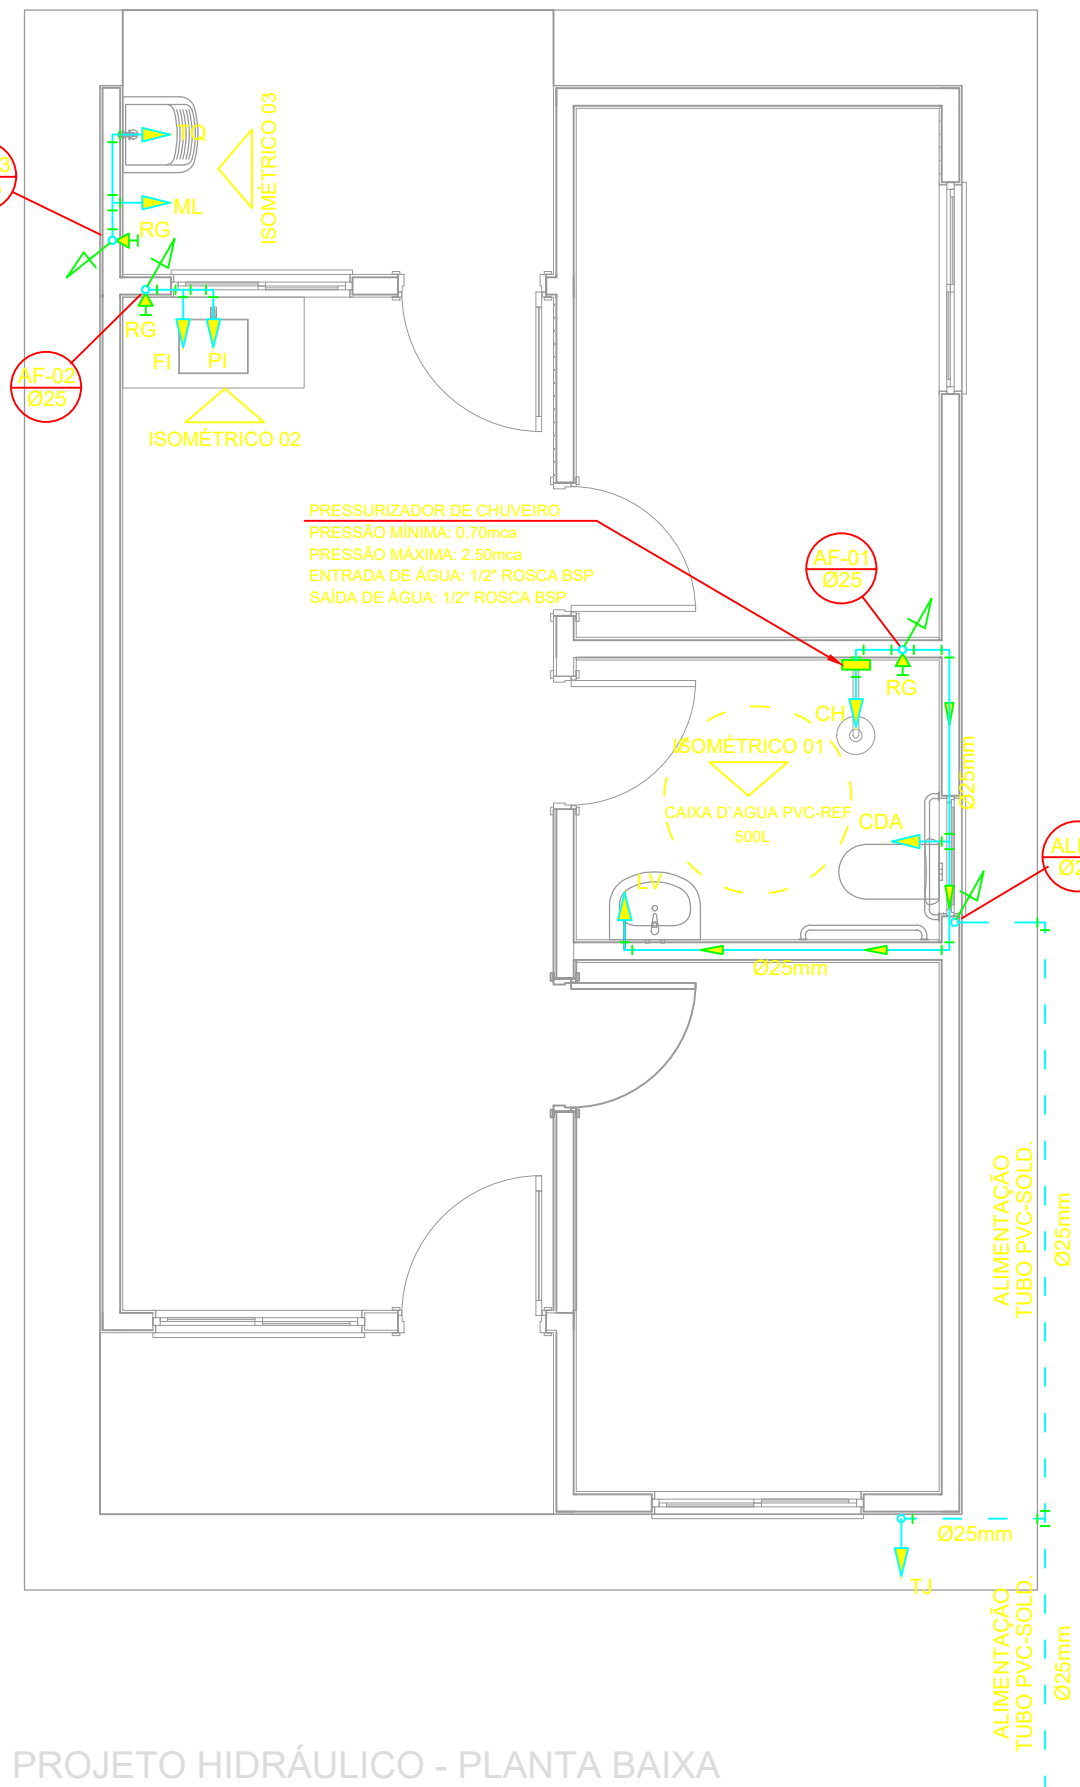 ISOMÉTRICO 03
TQ
ML
RG
RG
FI
PI
AF-02
Ø25
ISOMÉTRICO 02
PRESSURIZADOR DE CHUVEIRO
PRESSÃO MÍNIMA: 0.70mca
PRESSÃO MÁXIMA: 2.50mca
ENTRADA DE ÁGUA: 1/2" ROSCA BSP
SAÍDA DE ÁGUA: 1/2" ROSCA BSP
AF-01
Ø25
RG
CH
ISOMÉTRICO 01
Ø25mm
CAIXA D`AGUA PVC-REF
500L
CDA
LV
Ø25mm
ALIMENTAÇÃO
TUBO PVC-SOLD.
Ø25mm
Ø25mm
TJ
ALIMENTAÇÃO
TUBO PVC-SOLD.
Ø25mm
PROJETO HIDRÁULICO - PLANTA BAIXA